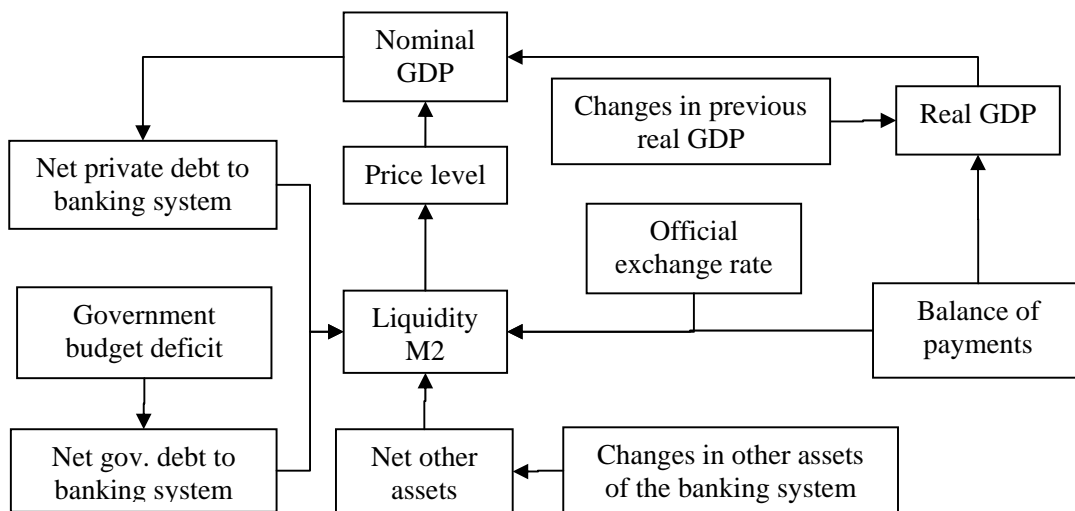 Nominal
GDP
Changes in previous
real GDP
Real GDP
Net private debt to
banking system
Price level
Official
exchange rate
Government
budget deficit
Liquidity
M2
Balance of
payments
Net gov. debt to
banking system
Net other
assets
Changes in other assets
of the banking system